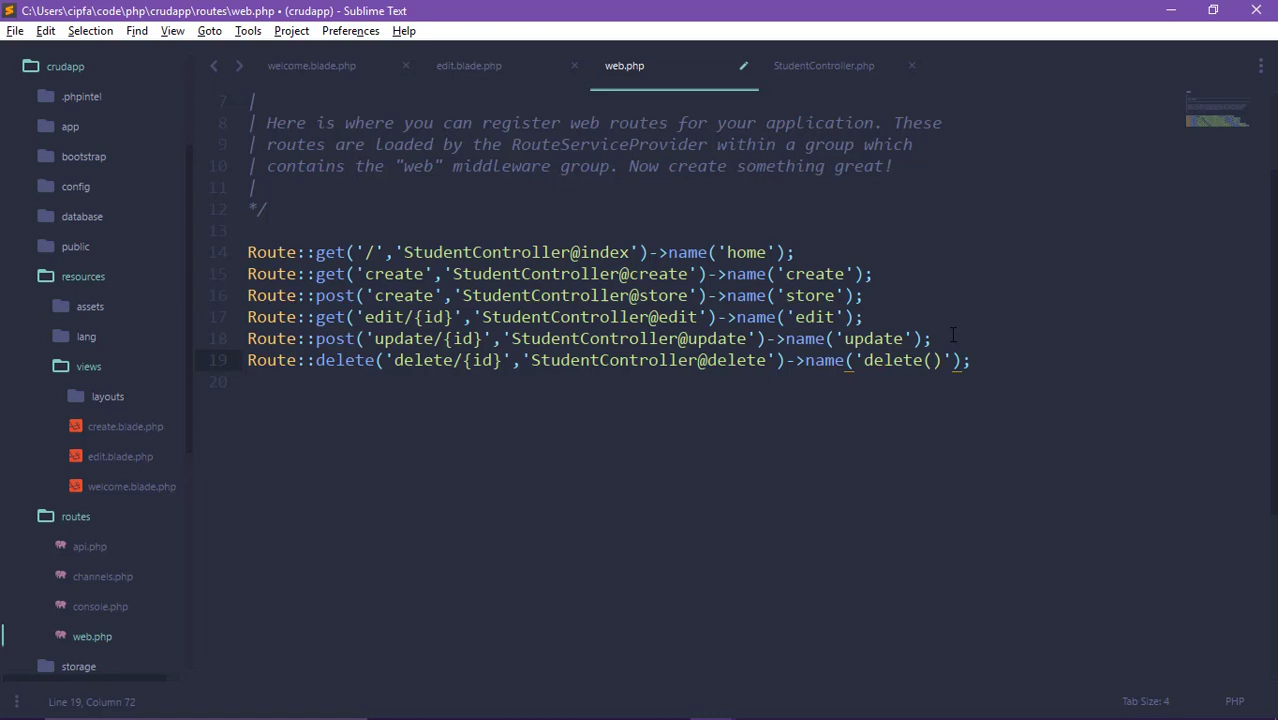 C:\Users\cipfa\code\php\crudapp\routes\web.php • (crudapp) - Sublime Text
File Edit Selection Find View Goto Tools Project Preferences Help
crudapp
.phpintel
app
bootstrap
config
database
public
resources
assets
lang
views
layouts
create.blade.php
edit.blade.php
welcome.blade.php
routes
api.php
channels.php
console.php
web.php
storage
welcome.blade.php edit.blade.php web.php StudentController.php
7 |
8 | Here is where you can register web routes for your application. These
9 | routes are loaded by the RouteServiceProvider within a group which
10 | contains the "web" middleware group. Now create something great!
11 |
12 */
13
14 Route::get('/','StudentController@index')->name('home');
15 Route::get('create','StudentController@create')->name('create');
16 Route::post('create','StudentController@store')->name('store');
17 Route::get('edit/{id}','StudentController@edit')->name('edit');
18 Route::post('update/{id}','StudentController@update')->name('update');
19 Route::delete('delete/{id}','StudentController@delete')->name('delete()');
20
Line 19, Column 72 Tab Size: 4 PHP